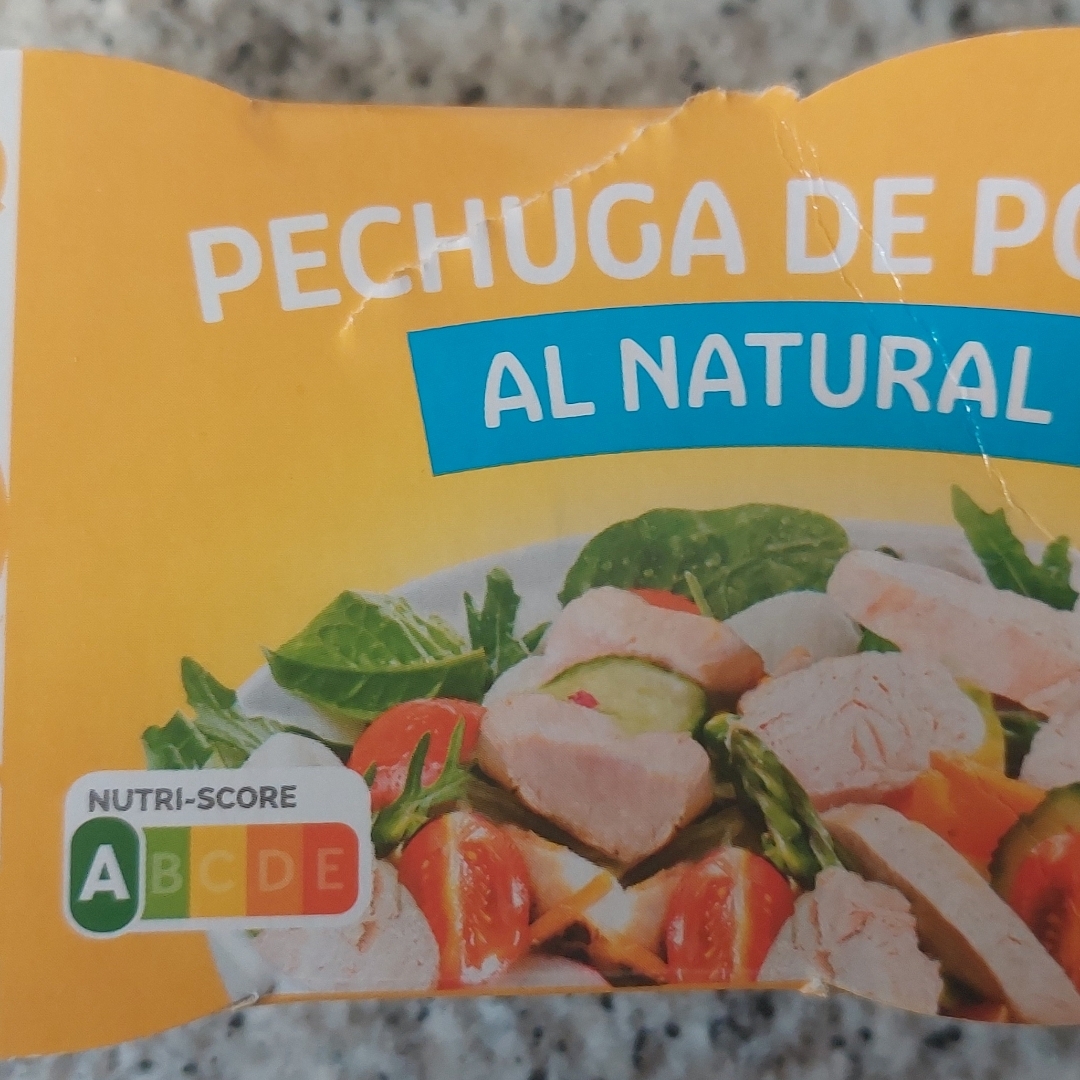 PECHUGA DE PO
AL NATURAL
NUTRI-SCORE
A B C D E